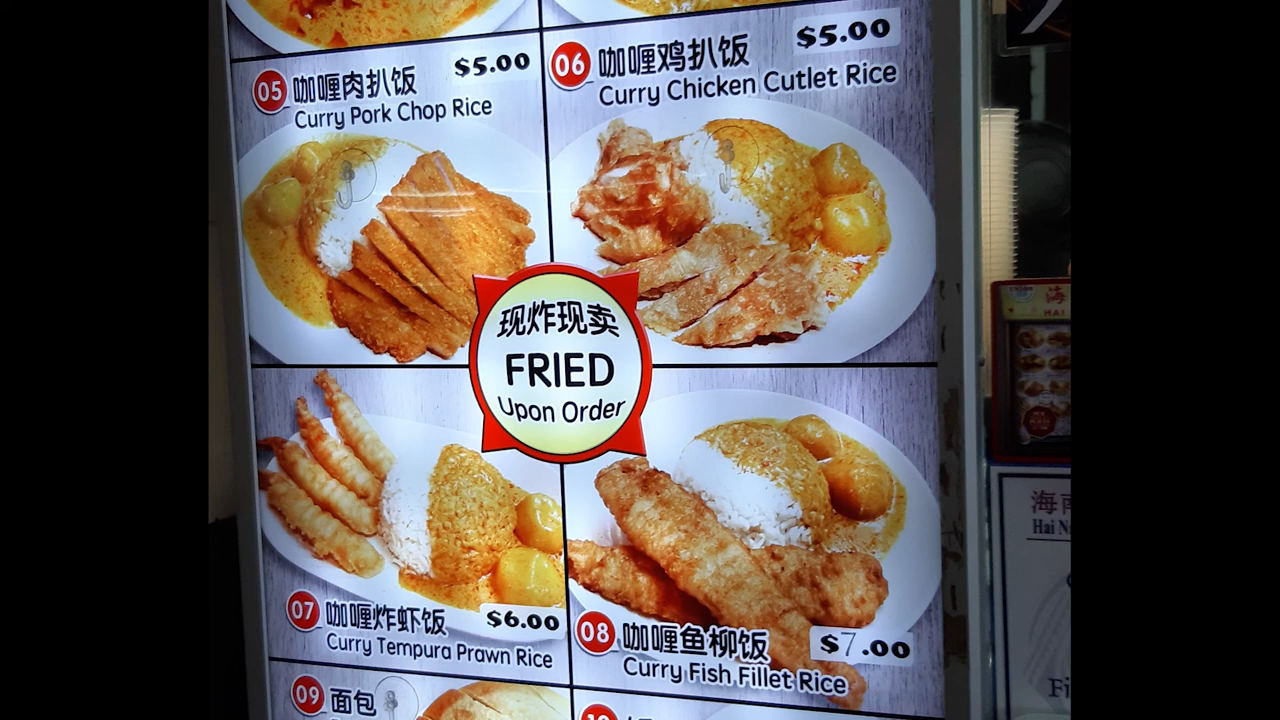 05 咖喱肉扒饭 $5.00
Curry Pork Chop Rice
06 咖喱鸡扒饭 $5.00
Curry Chicken Cutlet Rice
现炸现卖
FRIED
Upon Order
07 咖喱炸虾饭 $6.00
Curry Tempura Prawn Rice
08 咖喱鱼柳饭 $7.00
Curry Fish Fillet Rice
09 面包
海
HAI
海南
Hai N
Fi